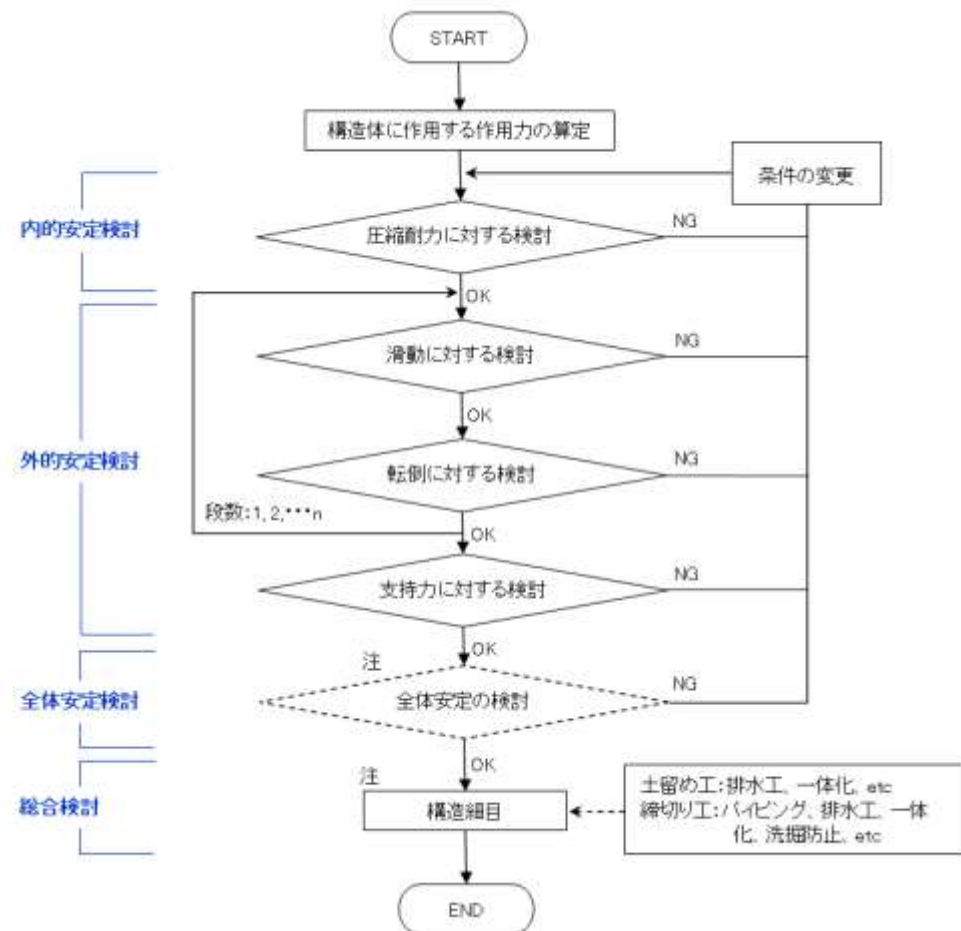 START
構造体に作用する作用力の算定
条件の変更
内的安定検討
圧縮耐力に対する検討
NG
OK
滑動に対する検討
NG
OK
外的安定検討
転倒に対する検討
NG
段数:1,2,•••n
OK
支持力に対する検討
NG
OK
注
全体安定検討
全体安定の検討
NG
OK
総合検討
注
構造細目
土留め工:排水工、一体化、etc
締切り工:パイピング、排水工、一体
化、洗掘防止、etc
END